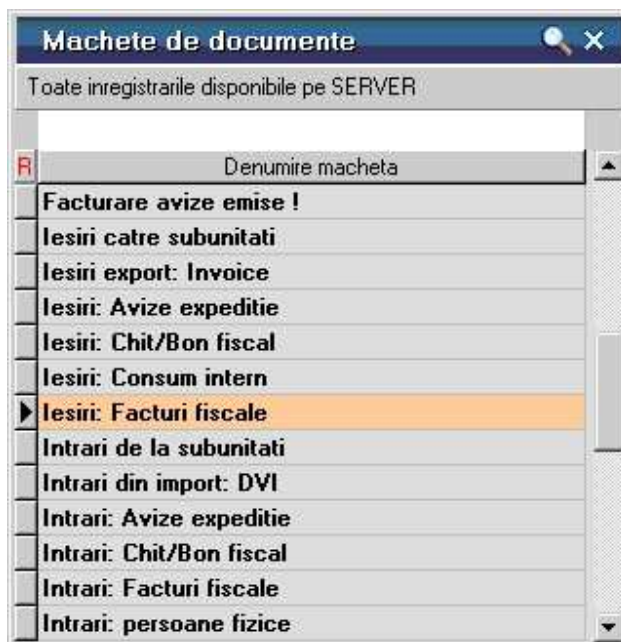 Machete de documente
Toate inregistrarile disponibile pe SERVER
R Denumire macheta
Facturare avize emise !
Iesiri catre subunitati
Iesiri export: Invoice
Iesiri: Avize expeditie
Iesiri: Chit/Bon fiscal
Iesiri: Consum intern
Iesiri: Facturi fiscale
Intrari de la subunitati
Intrari din import: DVI
Intrari: Avize expeditie
Intrari: Chit/Bon fiscal
Intrari: Facturi fiscale
Intrari: persoane fizice